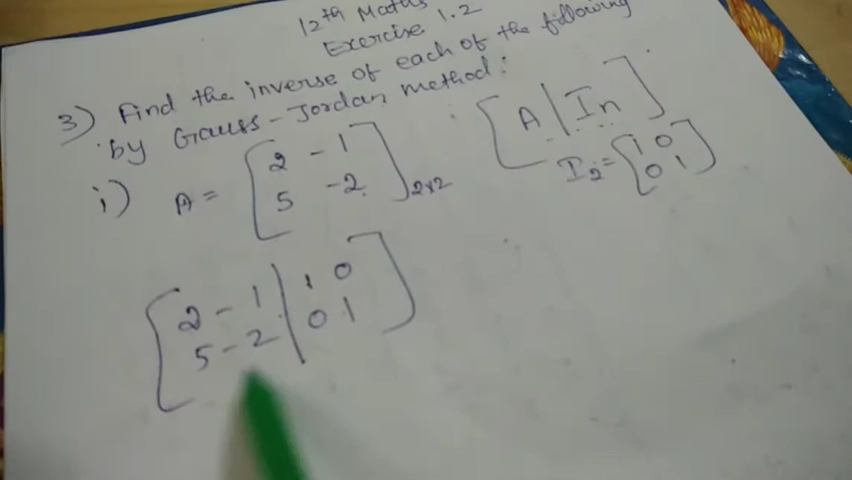 12th Maths
Exercise 1.2
3) Find the inverse of each of the following
by Gauss-Jordan method:
[A | In]
i) A = [2 -1
5 -2]2x2
I2 = [1 0
0 1]
[2 -1 | 1 0
5 -2 | 0 1]